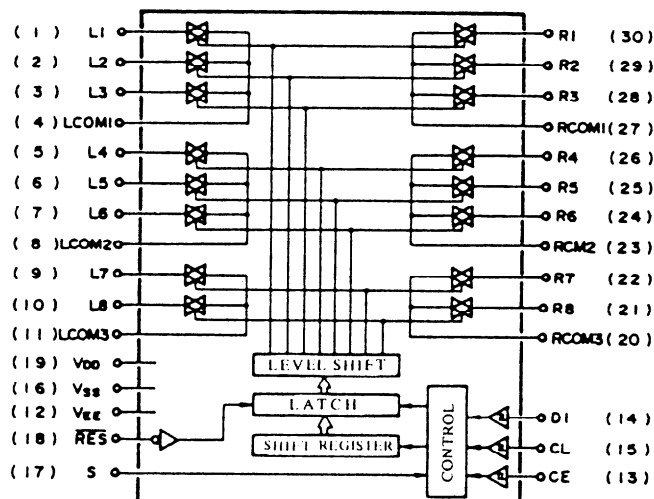 (1) L1 R1 (30)
(2) L2 R2 (29)
(3) L3 R3 (28)
(4) LCOM1 RCOM1 (27)
(5) L4 R4 (26)
(6) L5 R5 (25)
(7) L6 R6 (24)
(8) LCOM2 RCM2 (23)
(9) L7 R7 (22)
(10) L8 R8 (21)
(11) LCOM3 RCOM3 (20)
(19) VDD LEVEL SHIFT
(16) VSS
(12) VEE LATCH DI (14)
(18) RES SHIFT REGISTER CONTROL CL (15)
(17) S CE (13)